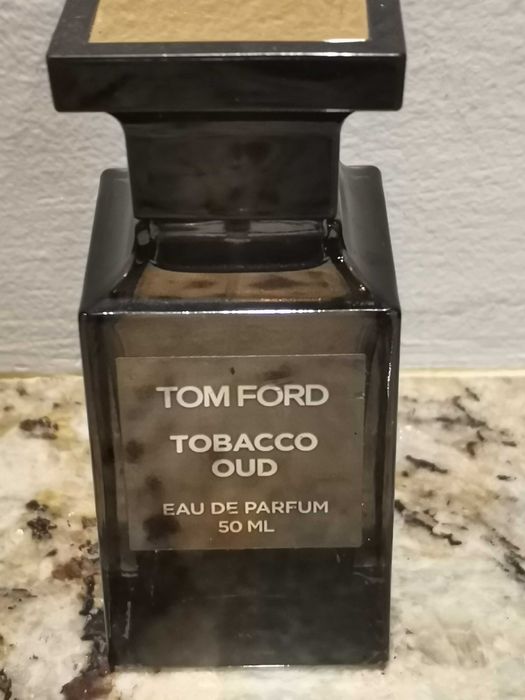 TOM FORD
TOBACCO
OUD
EAU DE PARFUM
50 ML